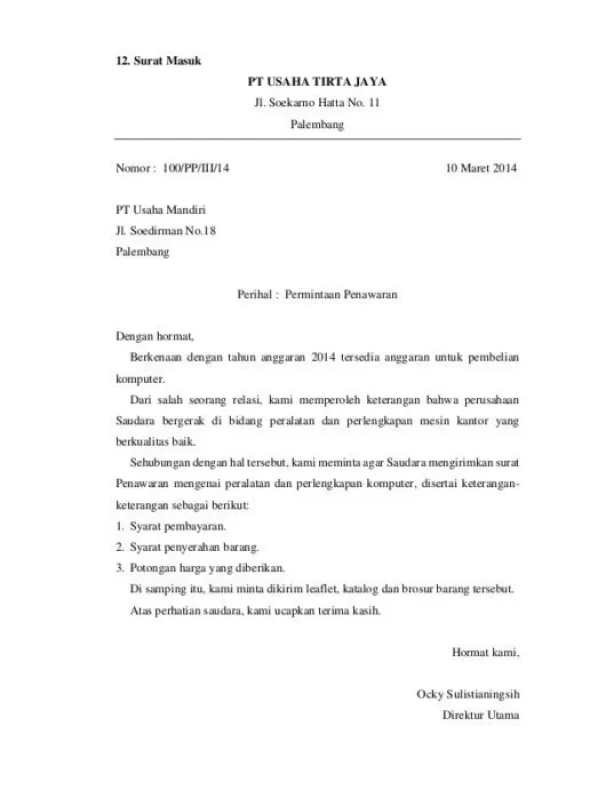 12. Surat Masuk
PT USAHA TIRTA JAYA
Jl. Soekarno Hatta No. 11
Palembang
Nomor : 100/PP/III/14 10 Maret 2014
PT Usaha Mandiri
Jl. Soedirman No.18
Palembang
Perihal : Permintaan Penawaran
Dengan hormat,
Berkenaan dengan tahun anggaran 2014 tersedia anggaran untuk pembelian
komputer.
Dari salah seorang relasi, kami memperoleh keterangan bahwa perusahaan
Saudara bergerak di bidang peralatan dan perlengkapan mesin kantor yang
berkualitas baik.
Sehubungan dengan hal tersebut, kami meminta agar Saudara mengirimkan surat
Penawaran mengenai peralatan dan perlengkapan komputer, disertai keterangan-
keterangan sebagai berikut:
1. Syarat pembayaran.
2. Syarat penyerahan barang.
3. Potongan harga yang diberikan.
Di samping itu, kami minta dikirim leaflet, katalog dan brosur barang tersebut.
Atas perhatian saudara, kami ucapkan terima kasih.
Hormat kami,
Ocky Sulistianingsih
Direktur Utama